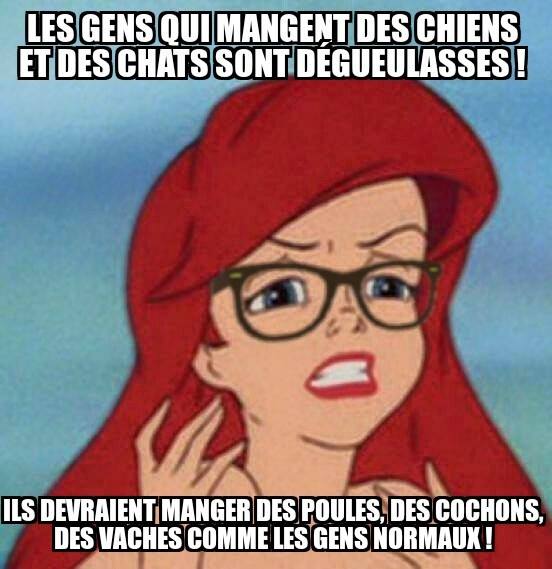 LES GENS QUI MANGENT DES CHIENS
ET DES CHATS SONT DÉGUEULASSES !
ILS DEVRAIENT MANGER DES POULES, DES COCHONS,
DES VACHES COMME LES GENS NORMAUX !